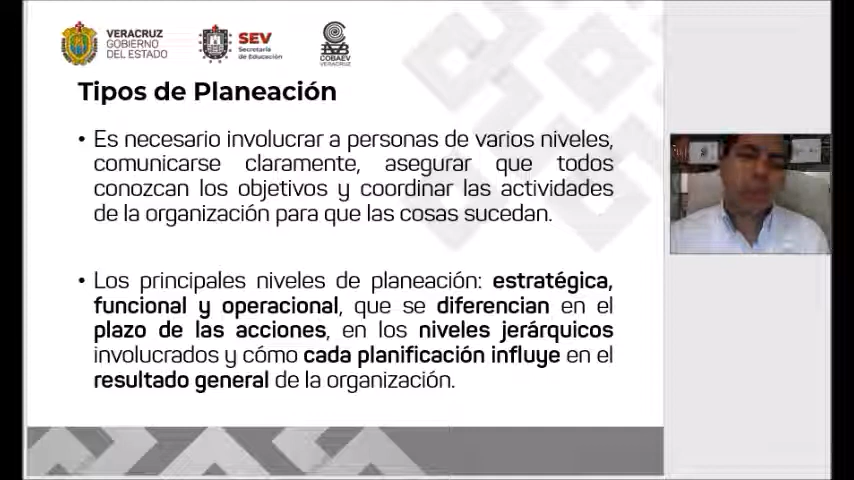 VERACRUZ
GOBIERNO
DEL ESTADO
SEV
Secretaría
de Educación
COBAEV
VERACRUZ
Tipos de Planeación
• Es necesario involucrar a personas de varios niveles,
comunicarse claramente, asegurar que todos
conozcan los objetivos y coordinar las actividades
de la organización para que las cosas sucedan.
• Los principales niveles de planeación: estratégica,
funcional y operacional, que se diferencian en el
plazo de las acciones, en los niveles jerárquicos
involucrados y cómo cada planificación influye en el
resultado general de la organización.